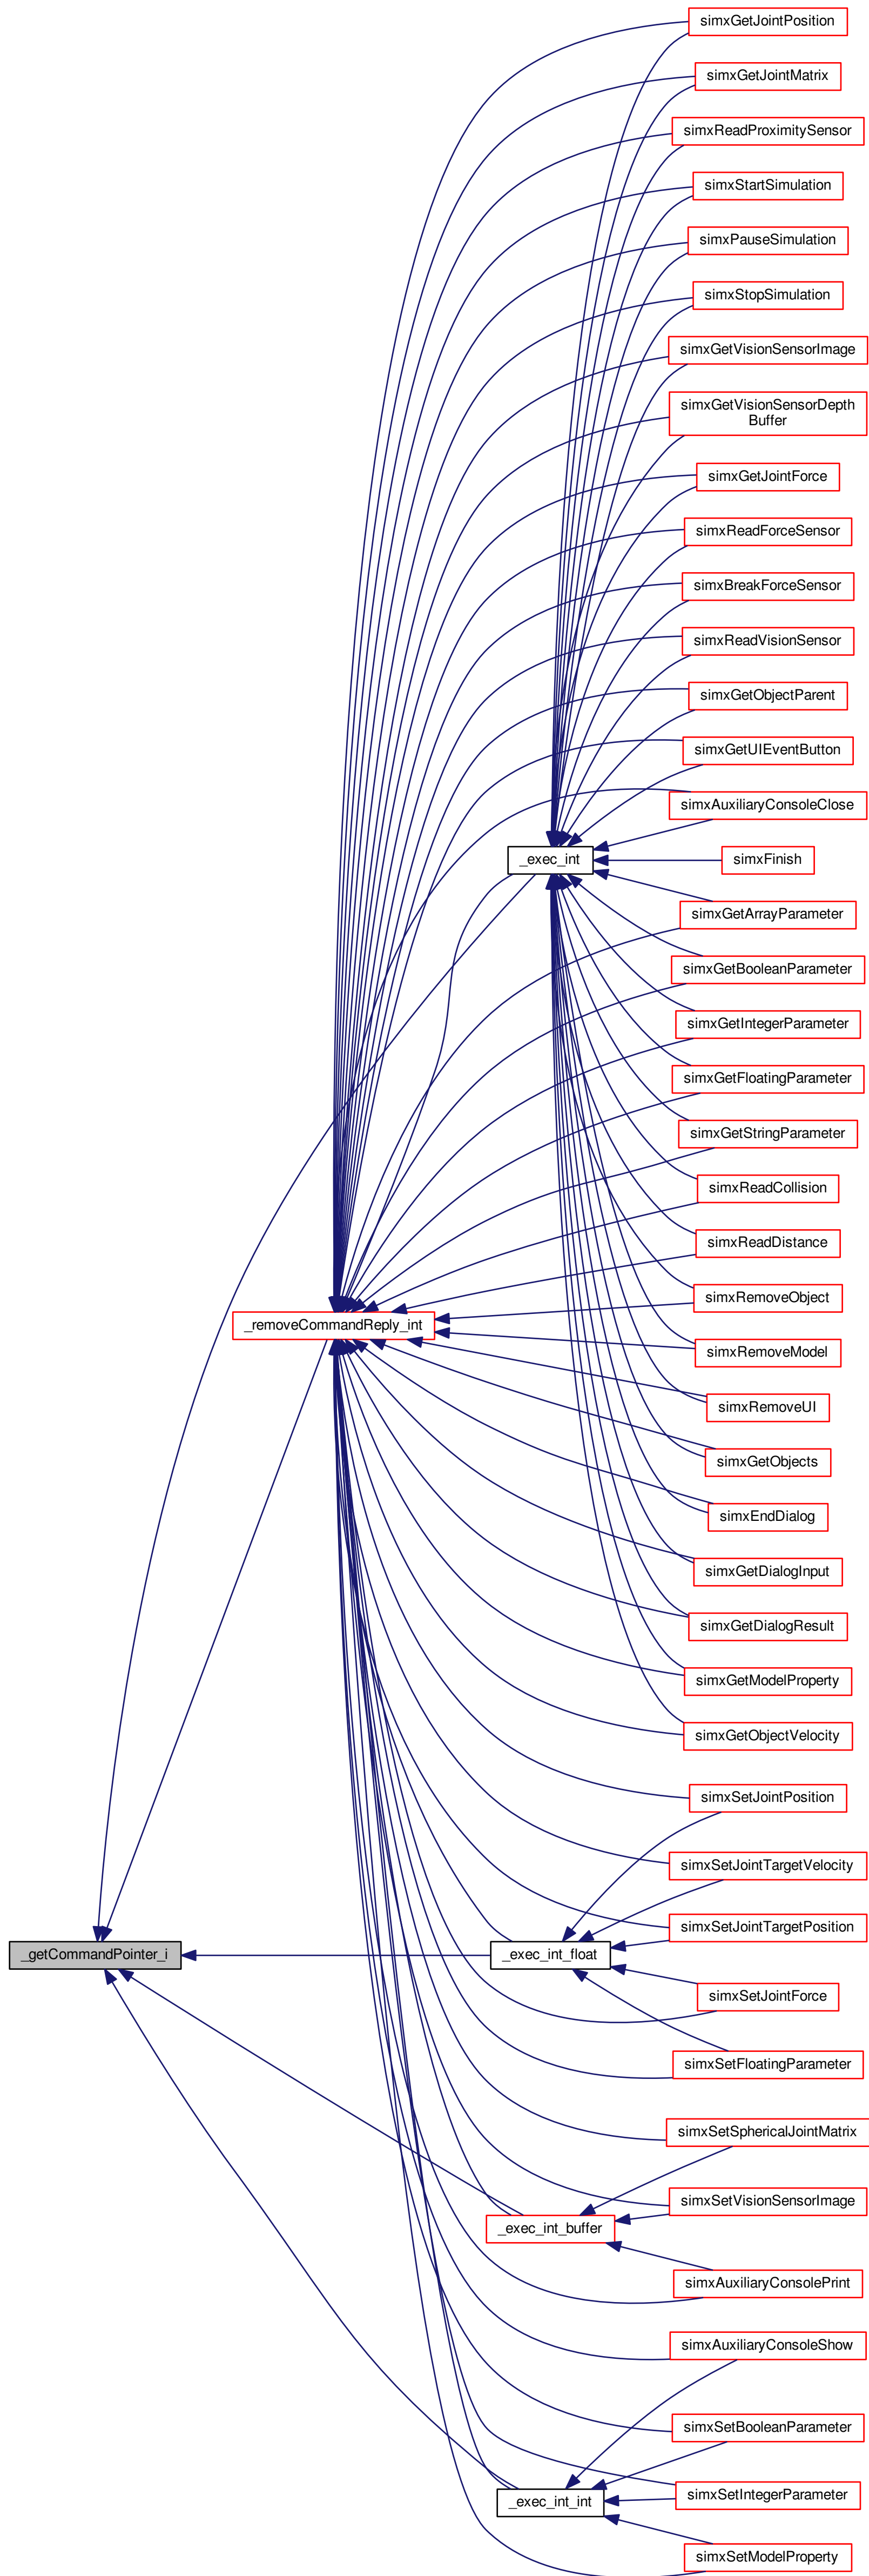 simxGetJointPosition
simxGetJointMatrix
simxReadProximitySensor
simxStartSimulation
simxPauseSimulation
simxStopSimulation
simxGetVisionSensorImage
simxGetVisionSensorDepth
Buffer
simxGetJointForce
simxReadForceSensor
simxBreakForceSensor
simxReadVisionSensor
simxGetObjectParent
simxGetUIEventButton
simxAuxiliaryConsoleClose
_exec_int
simxFinish
simxGetArrayParameter
simxGetBooleanParameter
simxGetIntegerParameter
simxGetFloatingParameter
simxGetStringParameter
simxReadCollision
simxReadDistance
simxRemoveObject
_removeCommandReply_int
simxRemoveModel
simxRemoveUI
simxGetObjects
simxEndDialog
simxGetDialogInput
simxGetDialogResult
simxGetModelProperty
simxGetObjectVelocity
simxSetJointPosition
simxSetJointTargetVelocity
simxSetJointTargetPosition
_getCommandPointer_i
_exec_int_float
simxSetJointForce
simxSetFloatingParameter
simxSetSphericalJointMatrix
simxSetVisionSensorImage
_exec_int_buffer
simxAuxiliaryConsolePrint
simxAuxiliaryConsoleShow
simxSetBooleanParameter
simxSetIntegerParameter
_exec_int_int
simxSetModelProperty